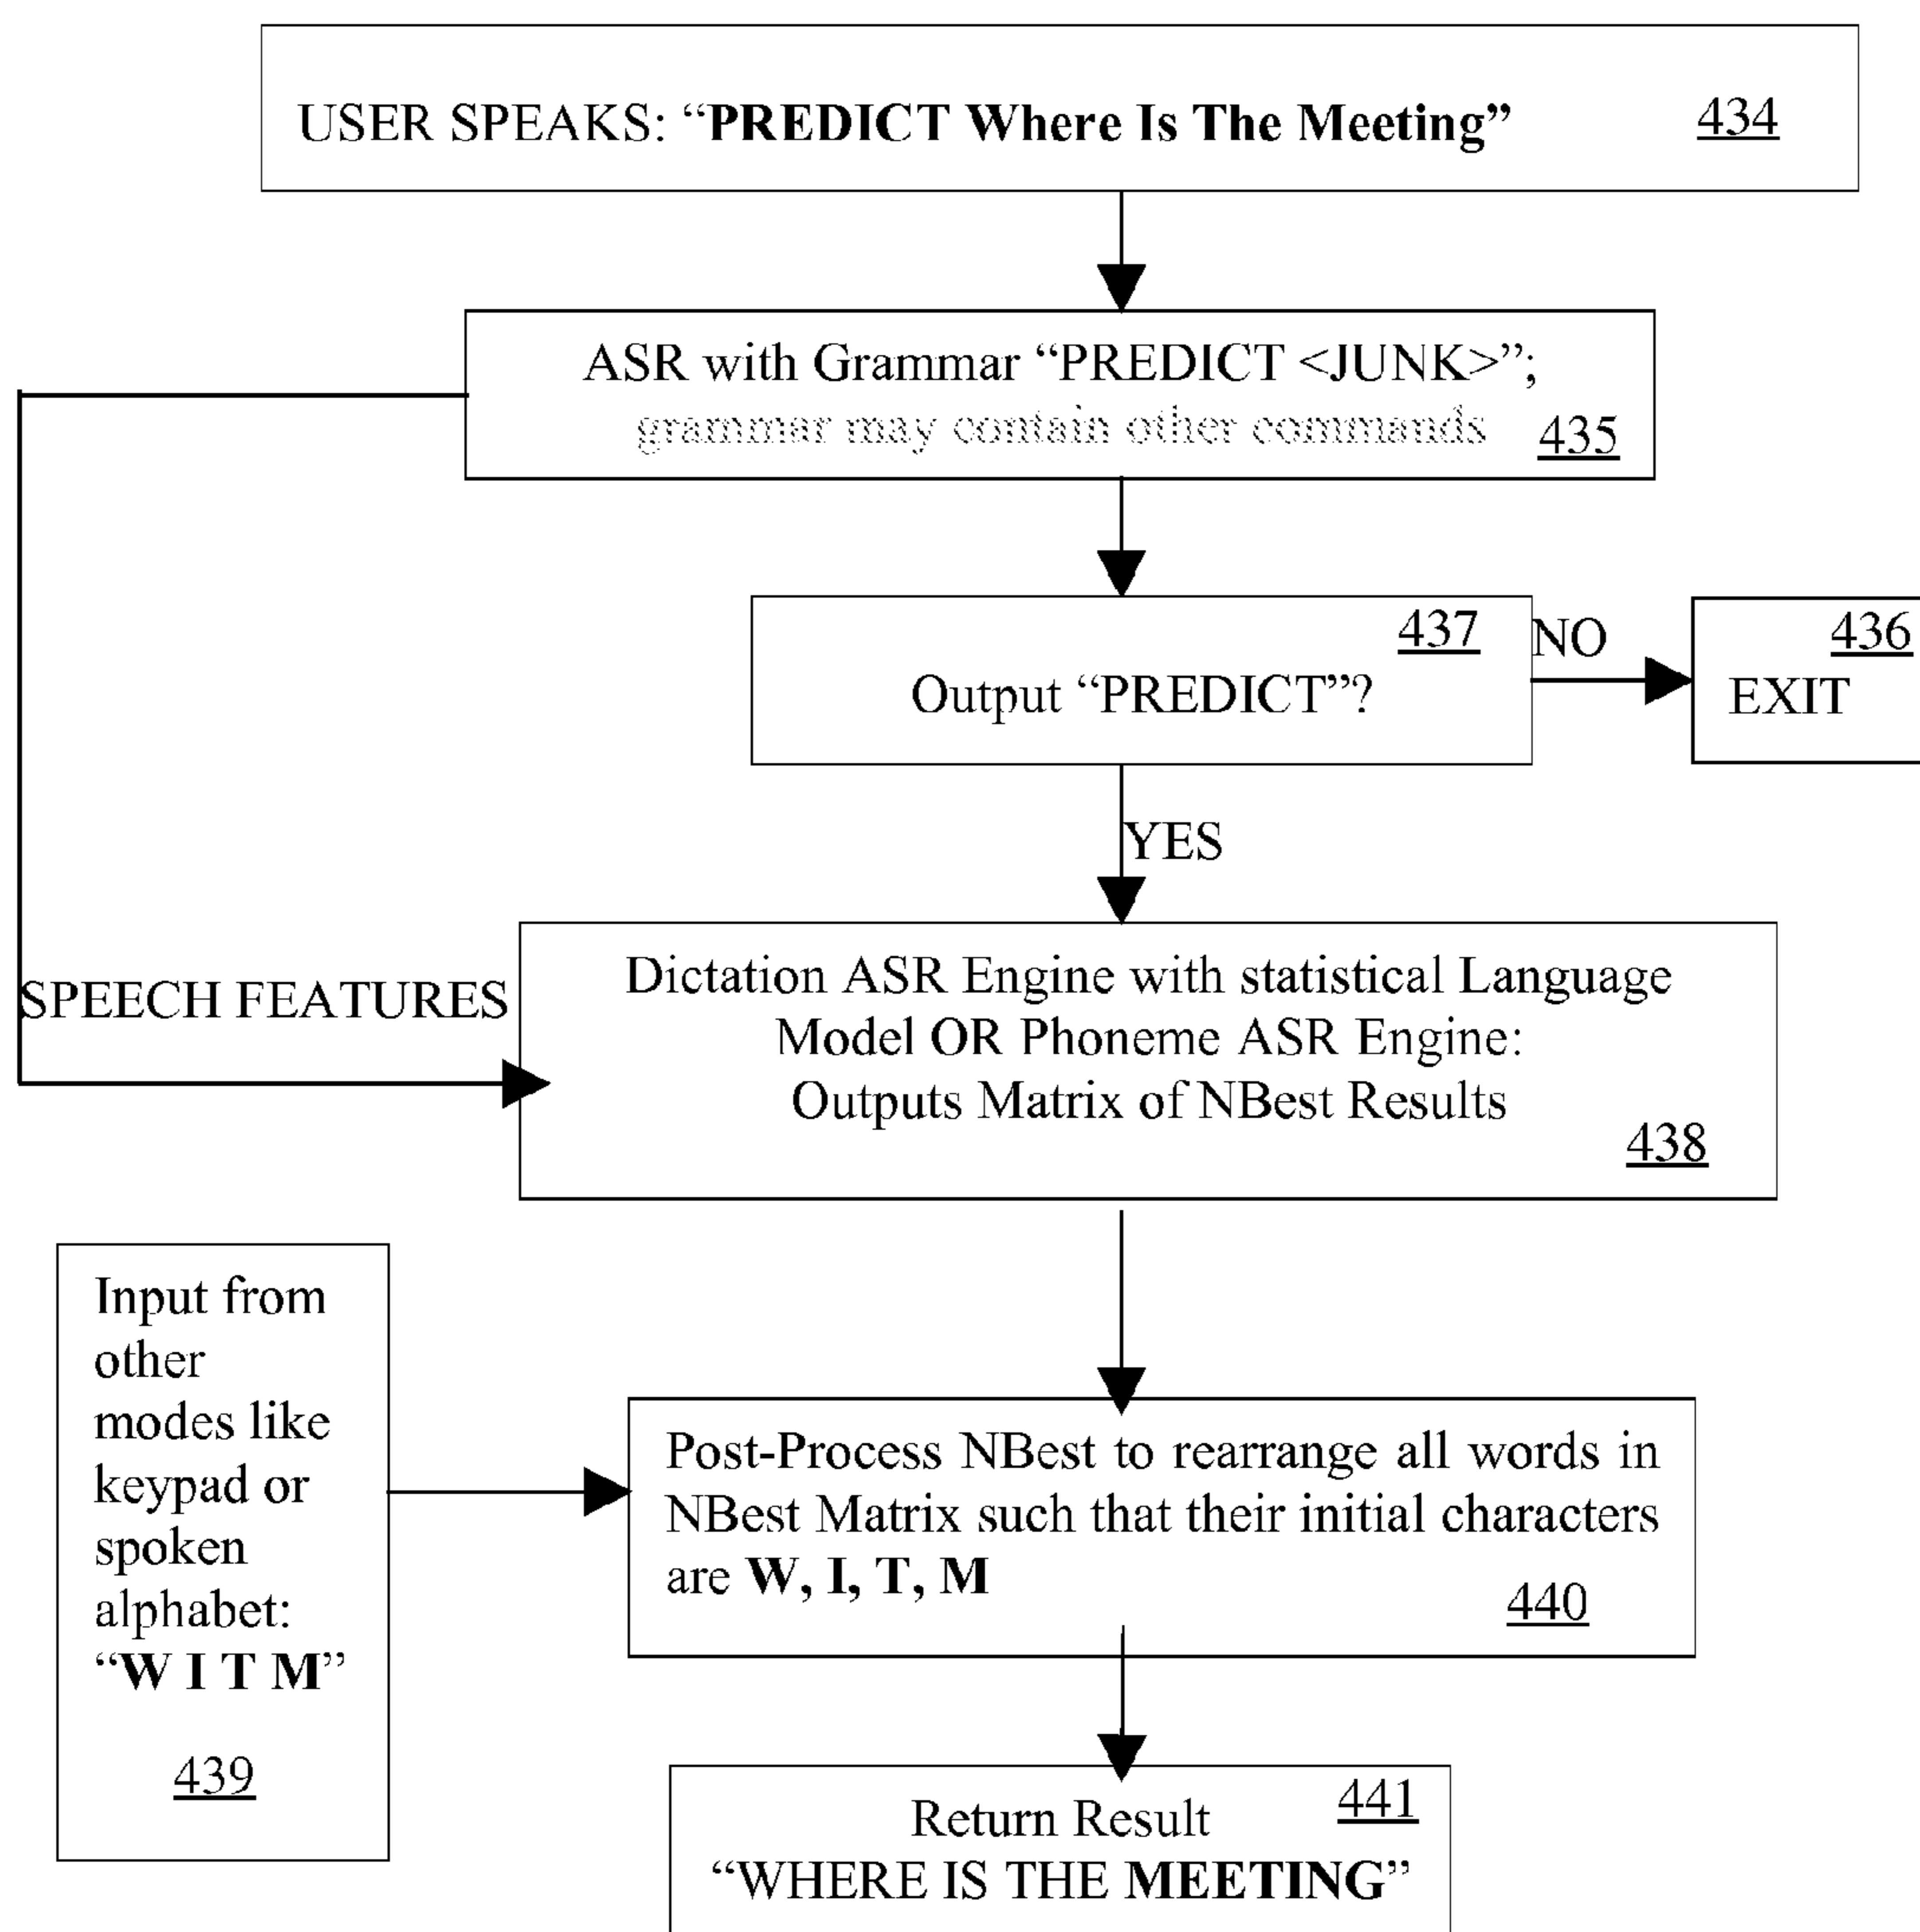 USER SPEAKS: “PREDICT Where Is The Meeting” 434
ASR with Grammar “PREDICT <JUNK>”;
grammar may contain other commands 435
437
Output “PREDICT”?
NO
436
EXIT
YES
SPEECH FEATURES
Dictation ASR Engine with statistical Language
Model OR Phoneme ASR Engine:
Outputs Matrix of NBest Results
438
Input from
other
modes like
keypad or
spoken
alphabet:
“W I T M”
439
Post-Process NBest to rearrange all words in
NBest Matrix such that their initial characters
are W, I, T, M
440
441
Return Result
“WHERE IS THE MEETING”